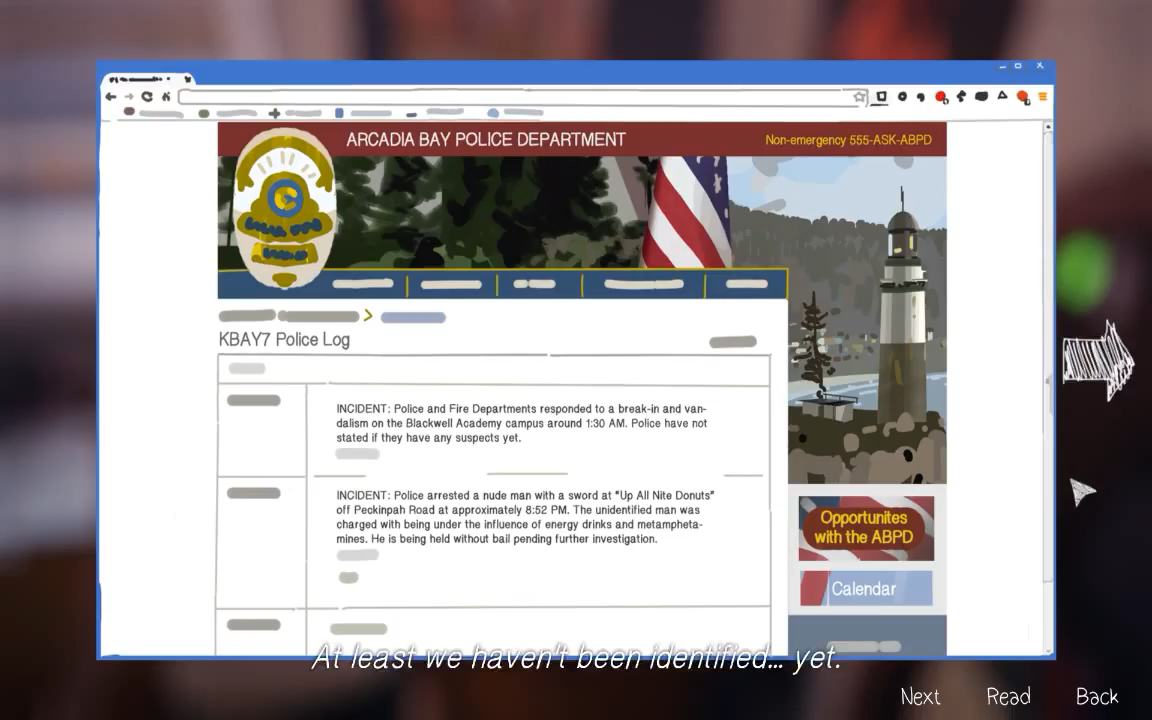 ARCADIA BAY POLICE DEPARTMENT
Non-emergency 555-ASK-ABPD
KBAY7 Police Log
INCIDENT: Police and Fire Departments responded to a break-in and van-
dalism on the Blackwell Academy campus around 1:30 AM. Police have not
stated if they have any suspects yet.
INCIDENT: Police arrested a nude man with a sword at "Up All Nite Donuts"
off Peckinpah Road at approximately 8:52 PM. The unidentified man was
charged with being under the influence of energy drinks and metampheta-
mines. He is being held without bail pending further investigation.
Opportunites
with the ABPD
Calendar
At least we haven't been identified... yet.
Next Read Back